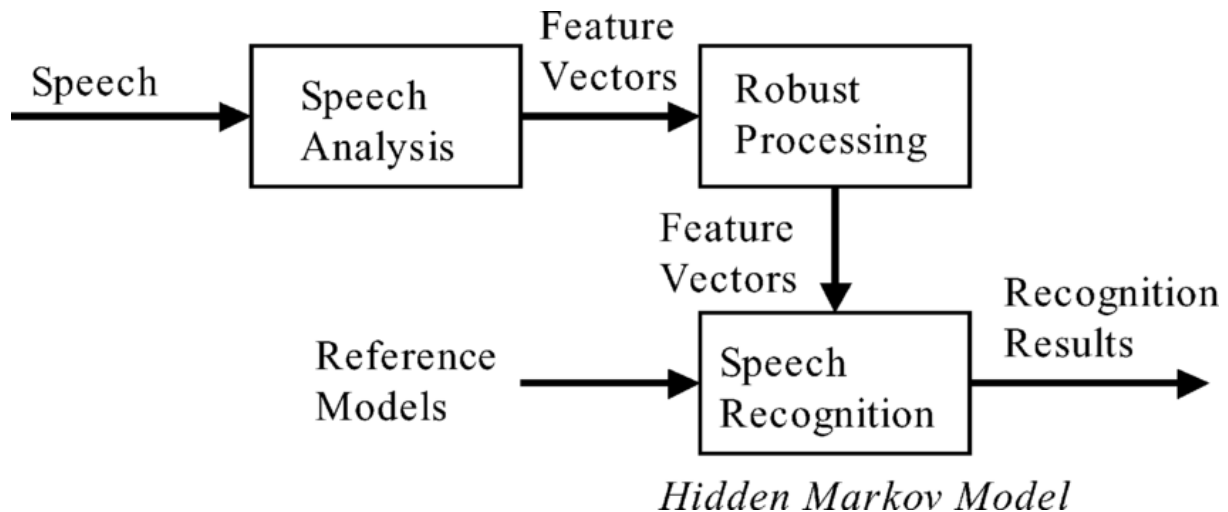 Speech
Speech
Analysis
Feature
Vectors
Robust
Processing
Feature
Vectors
Reference
Models
Speech
Recognition
Recognition
Results
Hidden Markov Model